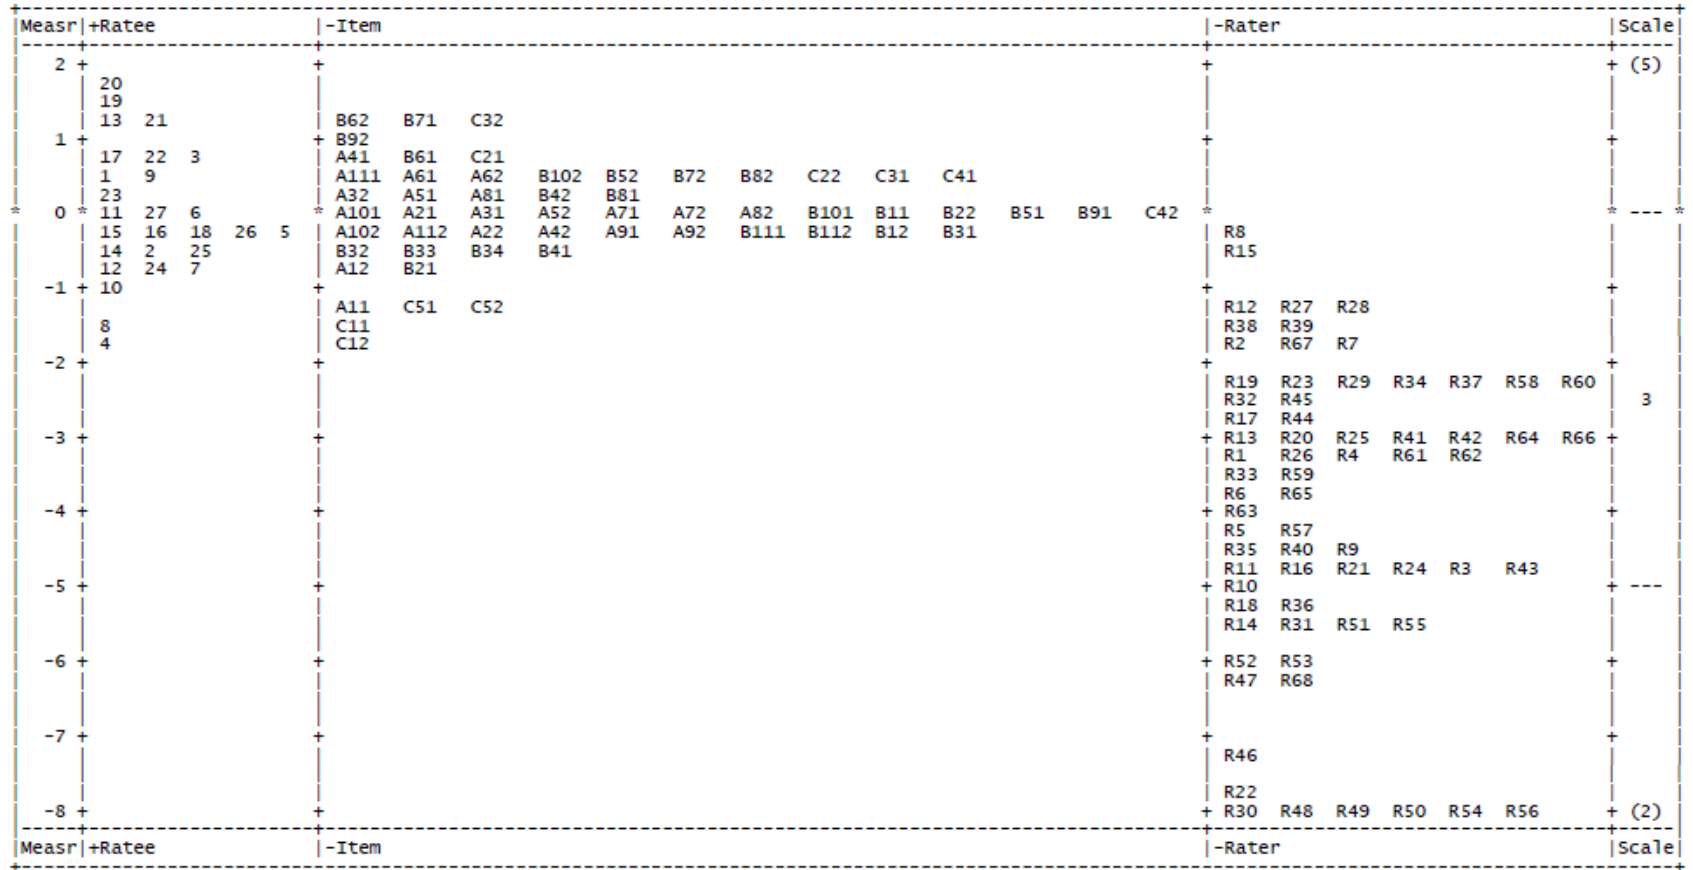 |Measr|+Ratee |-Item |-Rater |Scale|
2 + + + + (5)
20
19
13 21 B62 B71 C32
1 + + B92 + +
17 22 3 A41 B61 C21
1 9 A111 A61 A62 B102 B52 B72 B82 C22 C31 C41
23 A32 A51 A81 B42 B81
* 0 * 11 27 6 * A101 A21 A31 A52 A71 A72 A82 B101 B11 B22 B51 B91 C42 * * --- *
15 16 18 26 5 A102 A112 A22 A42 A91 A92 B111 B112 B12 B31 R8
14 2 25 B32 B33 B34 B41 R15
12 24 7 A12 B21
-1 + 10 + + +
A11 C51 C52 R12 R27 R28
8 C11 R38 R39
4 C12 R2 R67 R7
-2 + + + +
R19 R23 R29 R34 R37 R58 R60
R32 R45 3
R17 R44
-3 + + + R13 R20 R25 R41 R42 R64 R66 +
R1 R26 R4 R61 R62
R33 R59
R6 R65
-4 + + + R63 +
R5 R57
R35 R40 R9
R11 R16 R21 R24 R3 R43
-5 + + + R10 + ---
R18 R36
R14 R31 R51 R55
-6 + + + R52 R53 +
R47 R68
-7 + + + +
R46
R22
-8 + + + R30 R48 R49 R50 R54 R56 + (2)
|Measr|+Ratee |-Item |-Rater |Scale|